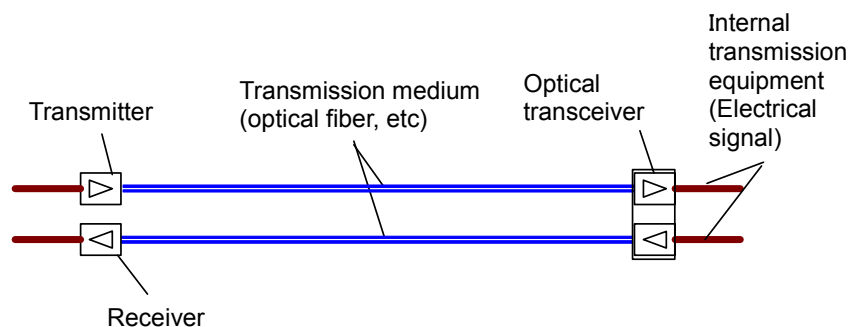 Transmitter
Transmission medium
(optical fiber, etc)
Optical
transceiver
Internal
transmission
equipment
(Electrical
signal)
Receiver